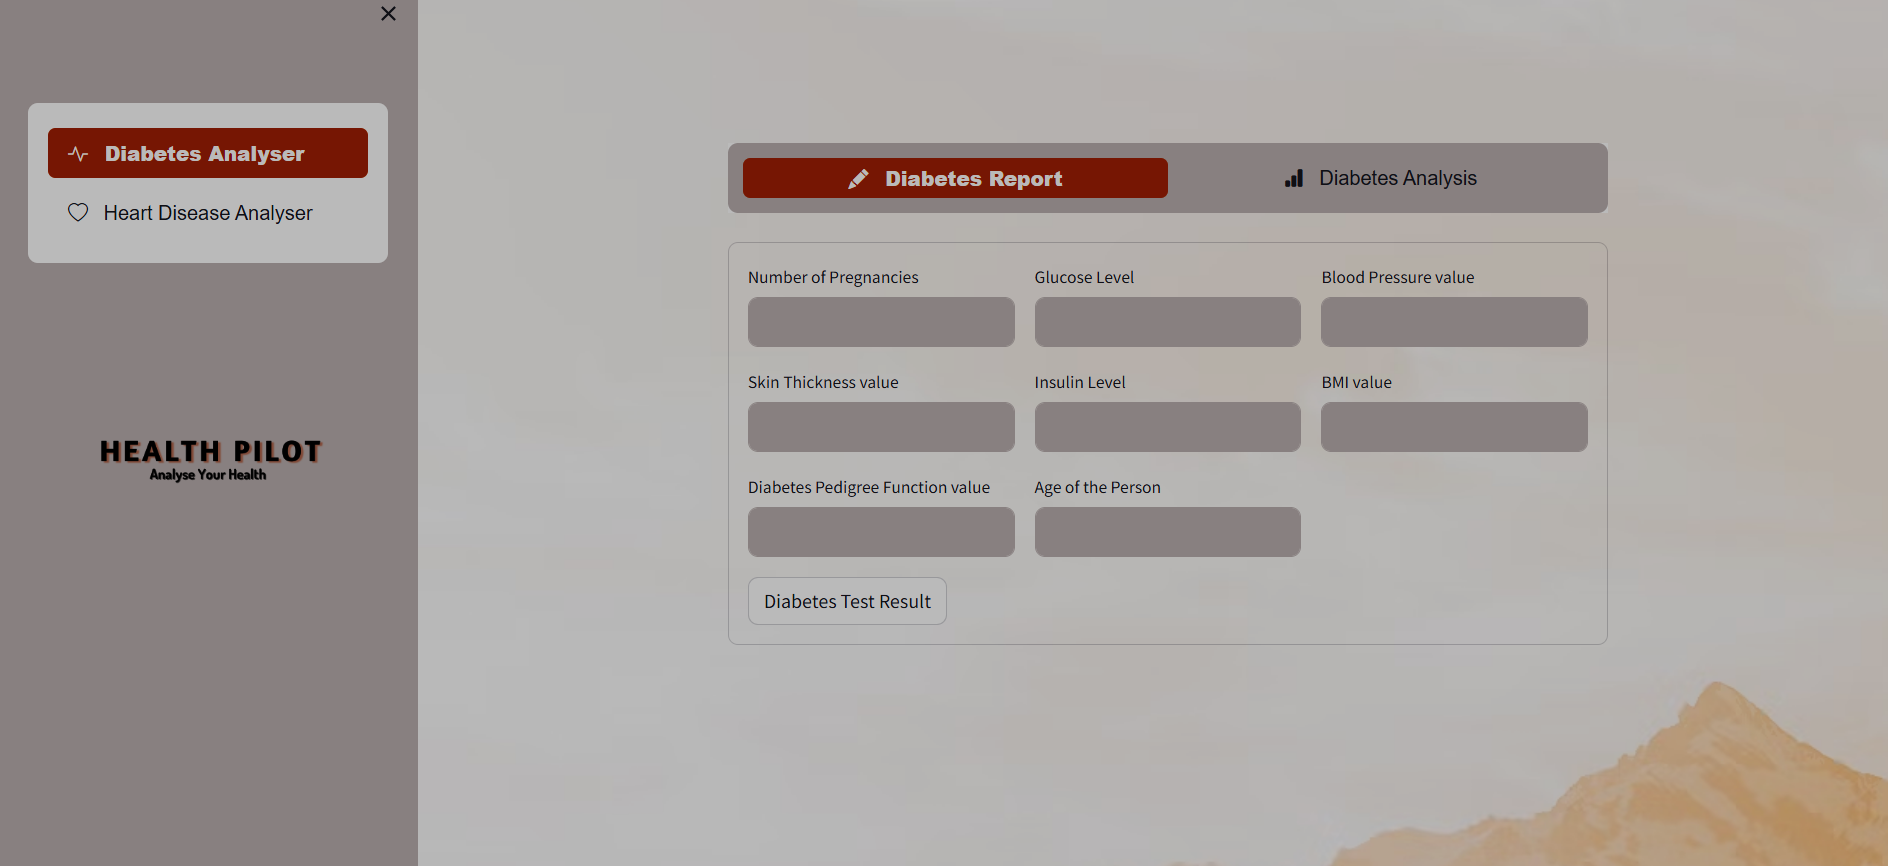 Diabetes Analyser
Heart Disease Analyser
HEALTH PILOT
Analyse Your Health
Diabetes Report
Diabetes Analysis
Number of Pregnancies
Glucose Level
Blood Pressure value
Skin Thickness value
Insulin Level
BMI value
Diabetes Pedigree Function value
Age of the Person
Diabetes Test Result